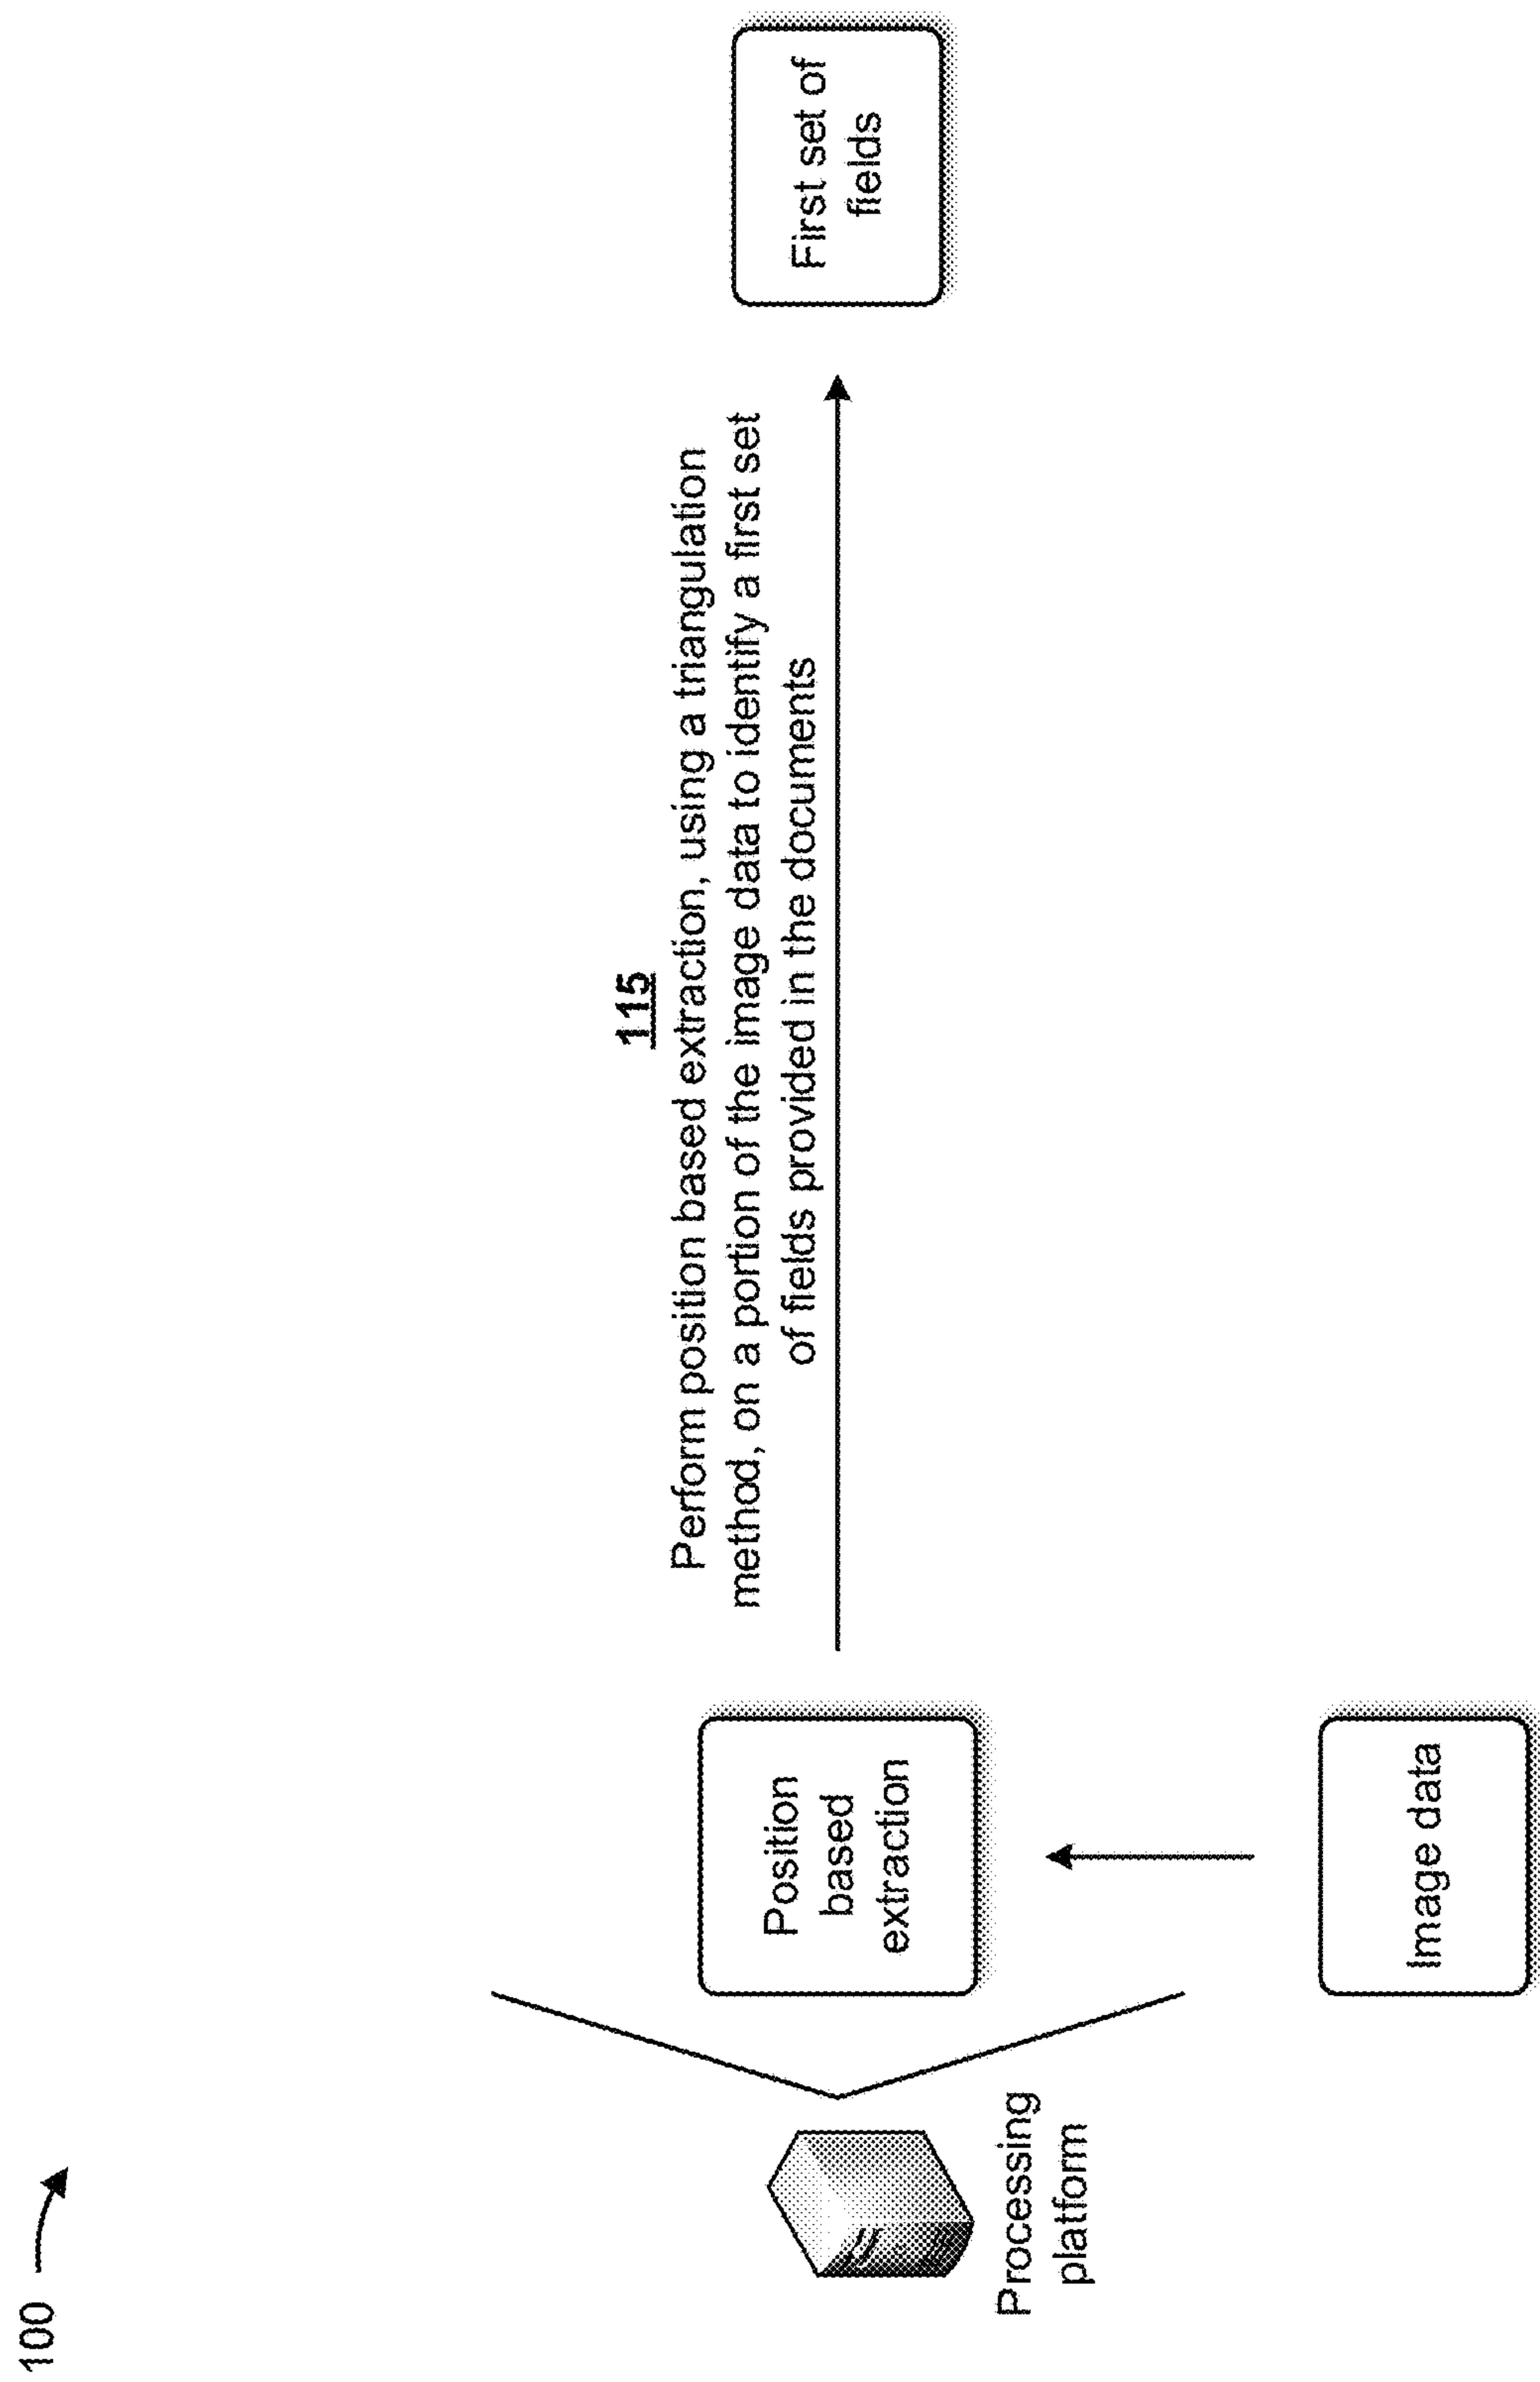 100
115
Perform position based extraction, using a triangulation
method, on a portion of the image data to identify a first set
of fields provided in the documents
Processing
platform
Position
based
extraction
First set of
fields
Image data